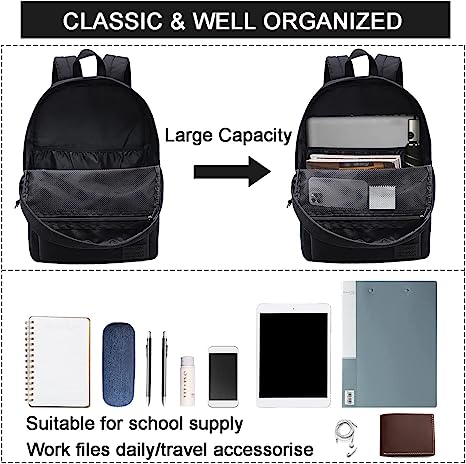 CLASSIC & WELL ORGANIZED
Large Capacity
Suitable for school supply
Work files daily/travel accessorise